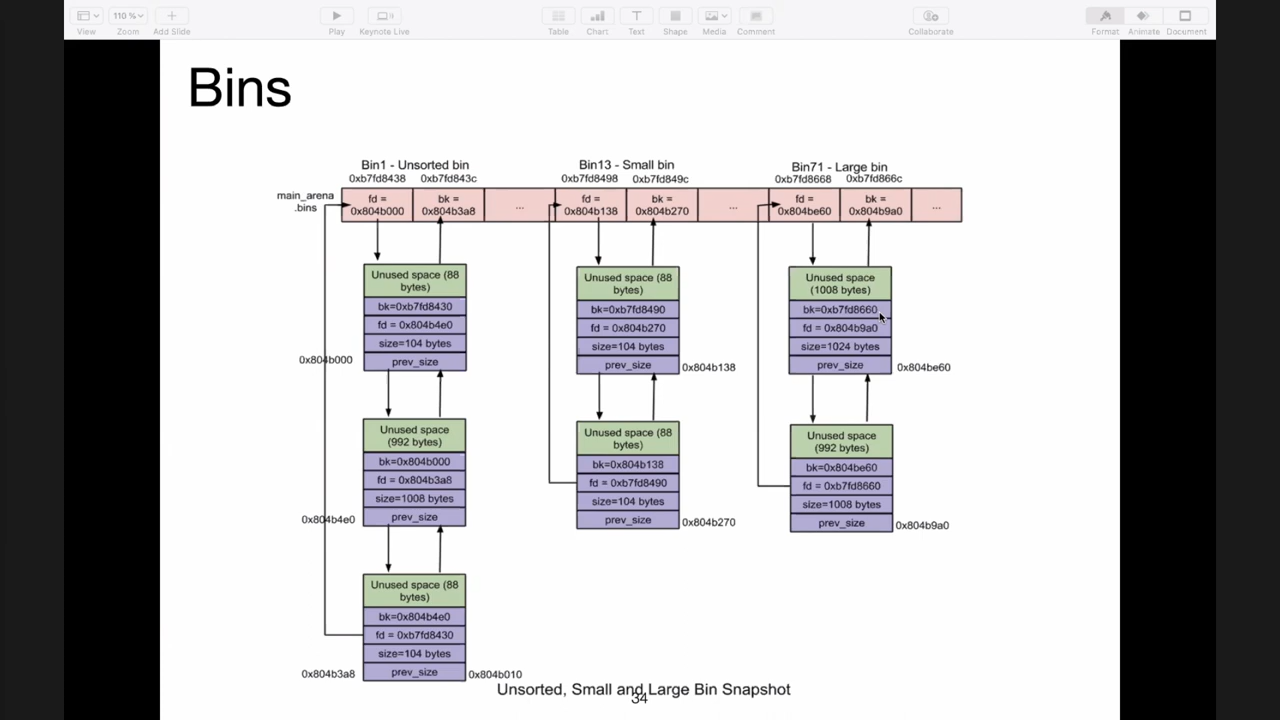 110 %
View
Zoom
Add Slide
Play
Keynote Live
Table
Chart
Text
Shape
Media
Comment
Collaborate
Format
Animate
Document
Bins
Bin1 - Unsorted bin
0xb7fd8438 0xb7fd843c
Bin13 - Small bin
0xb7fd8498 0xb7fd849c
Bin71 - Large bin
0xb7fd8668 0xb7fd866c
main_arena
.bins
fd =
0x804b000
bk =
0x804b3a8
...
fd =
0x804b138
bk =
0x804b270
...
fd =
0x804be60
bk =
0x804b9a0
...
Unused space (88
bytes)
bk=0xb7fd8430
fd = 0x804b4e0
size=104 bytes
prev_size
0x804b000
Unused space
(992 bytes)
bk=0x804b000
fd = 0x804b3a8
size=1008 bytes
prev_size
0x804b4e0
Unused space (88
bytes)
bk=0x804b4e0
fd = 0xb7fd8430
size=104 bytes
prev_size
0x804b3a8
0x804b010
Unused space (88
bytes)
bk=0xb7fd8490
fd = 0x804b270
size=104 bytes
prev_size
0x804b138
Unused space (88
bytes)
bk=0x804b138
fd = 0xb7fd8490
size=104 bytes
prev_size
0x804b270
Unused space
(1008 bytes)
bk=0xb7fd8660
fd = 0x804b9a0
size=1024 bytes
prev_size
0x804be60
Unused space
(992 bytes)
bk=0x804be60
fd = 0xb7fd8660
size=1008 bytes
prev_size
0x804b9a0
Unsorted, Small and Large Bin Snapshot
34